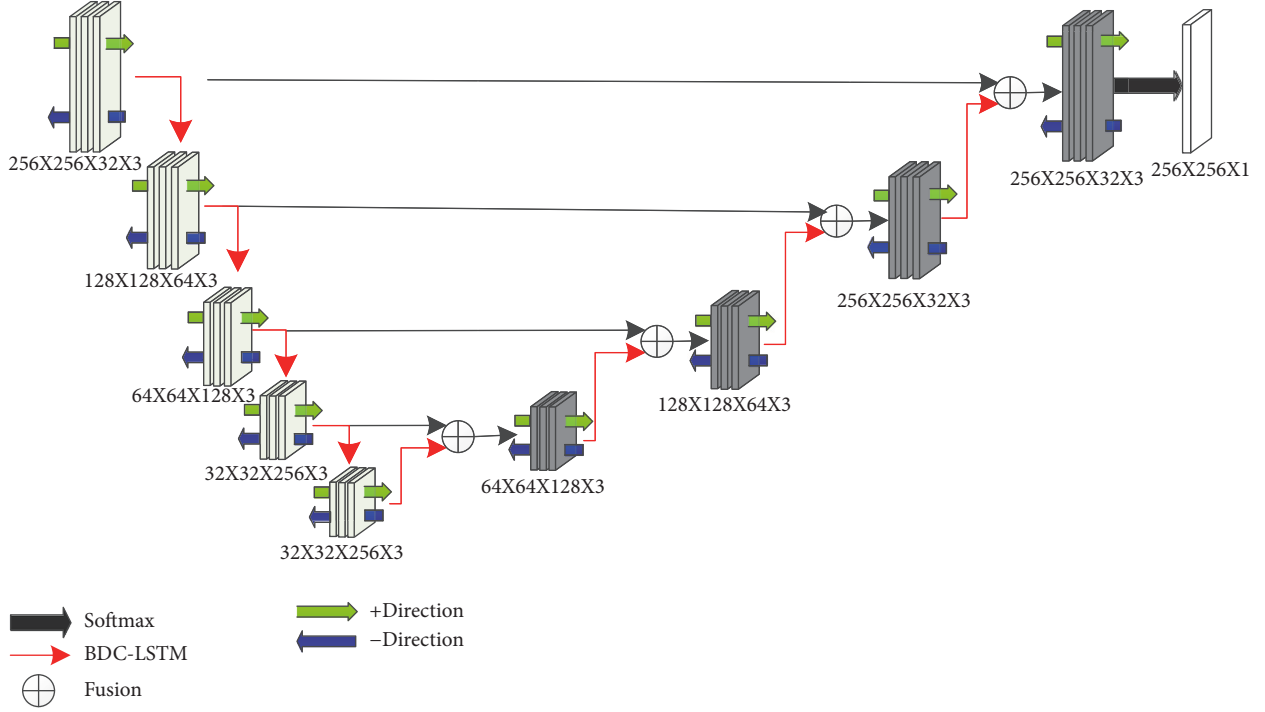 256X256X32X3
128X128X64X3
64X64X128X3
32X32X256X3
32X32X256X3
64X64X128X3
128X128X64X3
256X256X32X3
256X256X32X3
256X256X1
Softmax
BDC-LSTM
Fusion
+Direction
−Direction